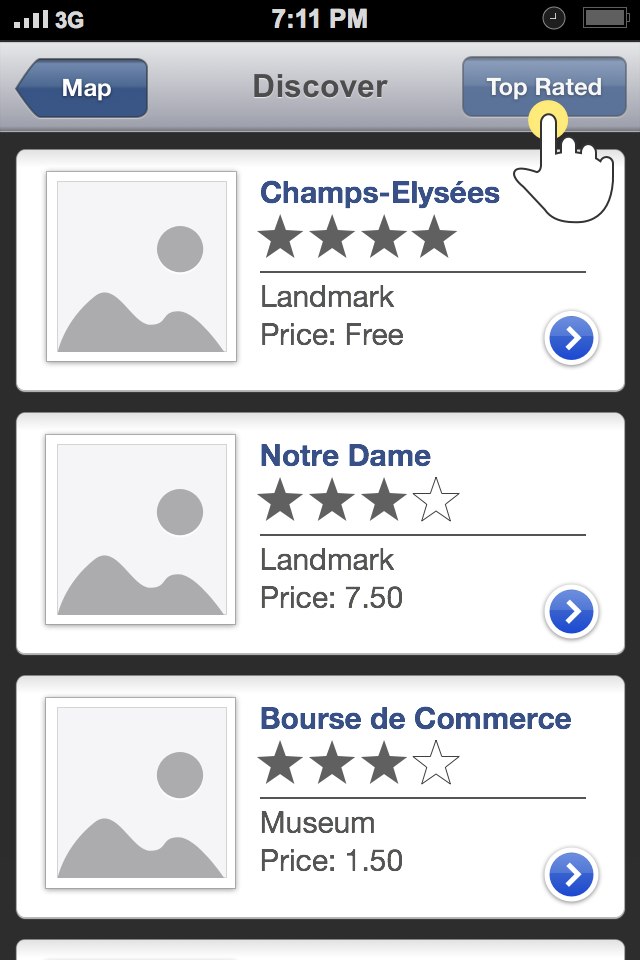 3G 7:11 PM
Map Discover Top Rated
Champs-Elysées
Landmark
Price: Free
Notre Dame
Landmark
Price: 7.50
Bourse de Commerce
Museum
Price: 1.50